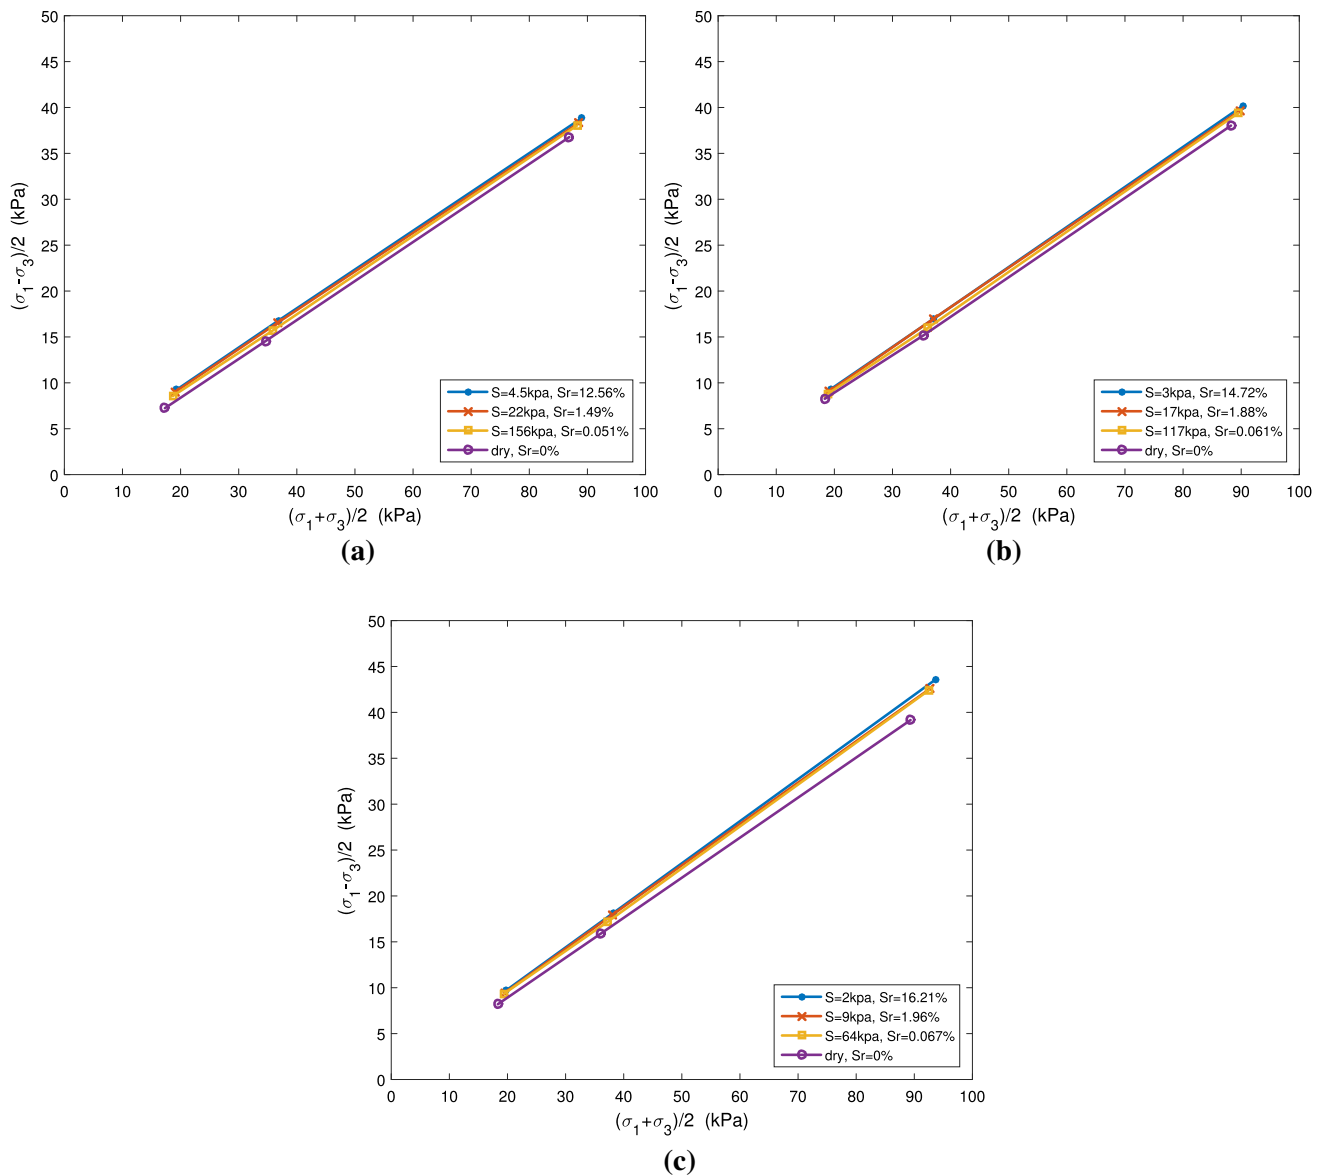 50
45
40
35
30
25
20
15
10
5
0
(σ1-σ3)/2 (kPa)
S=4.5kpa, Sr=12.56%
S=22kpa, Sr=1.49%
S=156kpa, Sr=0.051%
dry, Sr=0%
0 10 20 30 40 50 60 70 80 90 100
(σ1+σ3)/2 (kPa)
(a)
50
45
40
35
30
25
20
15
10
5
0
(σ1-σ3)/2 (kPa)
S=3kpa, Sr=14.72%
S=17kpa, Sr=1.88%
S=117kpa, Sr=0.061%
dry, Sr=0%
0 10 20 30 40 50 60 70 80 90 100
(σ1+σ3)/2 (kPa)
(b)
50
45
40
35
30
25
20
15
10
5
0
(σ1-σ3)/2 (kPa)
S=2kpa, Sr=16.21%
S=9kpa, Sr=1.96%
S=64kpa, Sr=0.067%
dry, Sr=0%
0 10 20 30 40 50 60 70 80 90 100
(σ1+σ3)/2 (kPa)
(c)